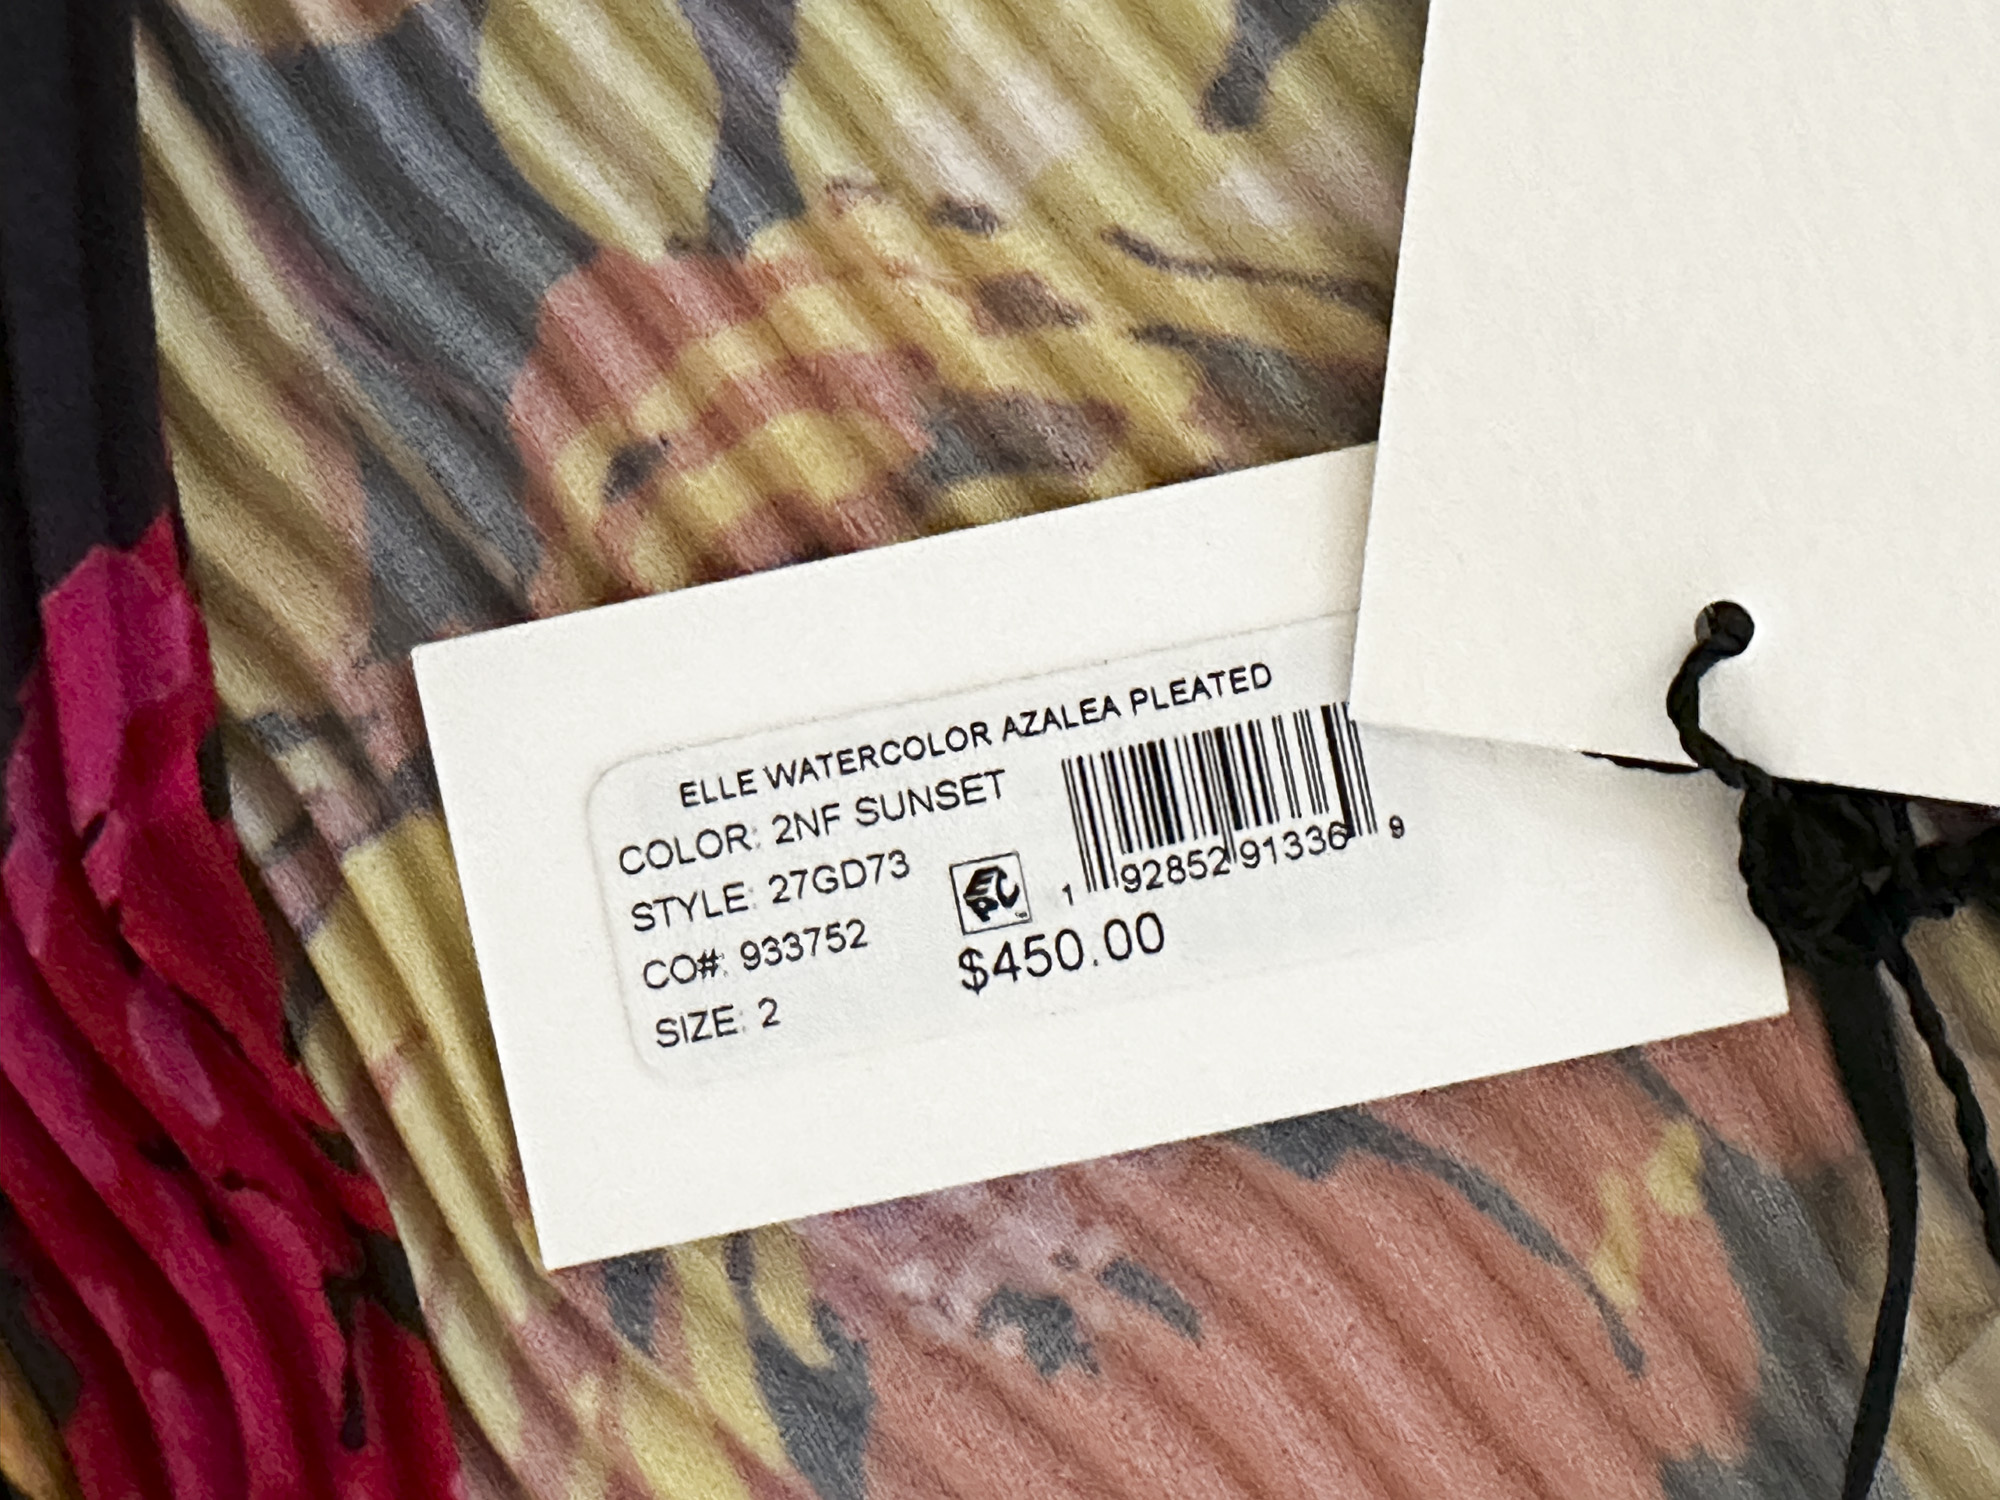 ELLE WATERCOLOR AZALEA PLEATED
COLOR: 2NF SUNSET
STYLE: 27GD73
CO#: 933752
SIZE: 2
1 92852 91336 9
$450.00